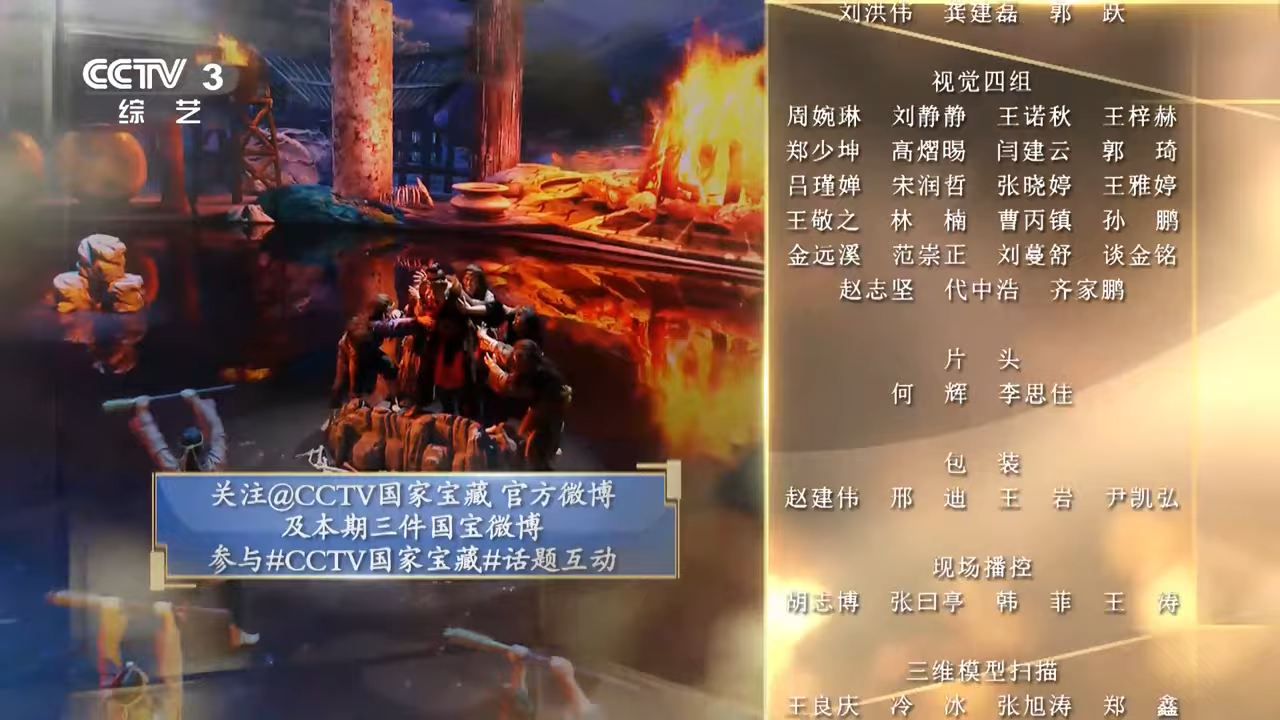 CCTV 3
综 艺
关注@CCTV国家宝藏 官方微博
及本期三件国宝微博
参与#CCTV国家宝藏#话题互动
刘洪伟 龚建磊 郭 跃
视觉四组
周婉琳 刘静静 王诺秋 王梓赫
郑少坤 高熠暘 闫建云 郭 琦
吕瑾婵 宋润哲 张晓婷 王雅婷
王敬之 林 楠 曹丙镇 孙 鹏
金远溪 范崇正 刘蔓舒 谈金铭
赵志坚 代中浩 齐家鹏
片 头
何 辉 李思佳
包 装
赵建伟 邢 迪 王 岩 尹凯弘
现场播控
胡志博 张曰亭 韩 菲 王 涛
三维模型扫描
王良庆 冷 冰 张旭涛 郑 鑫